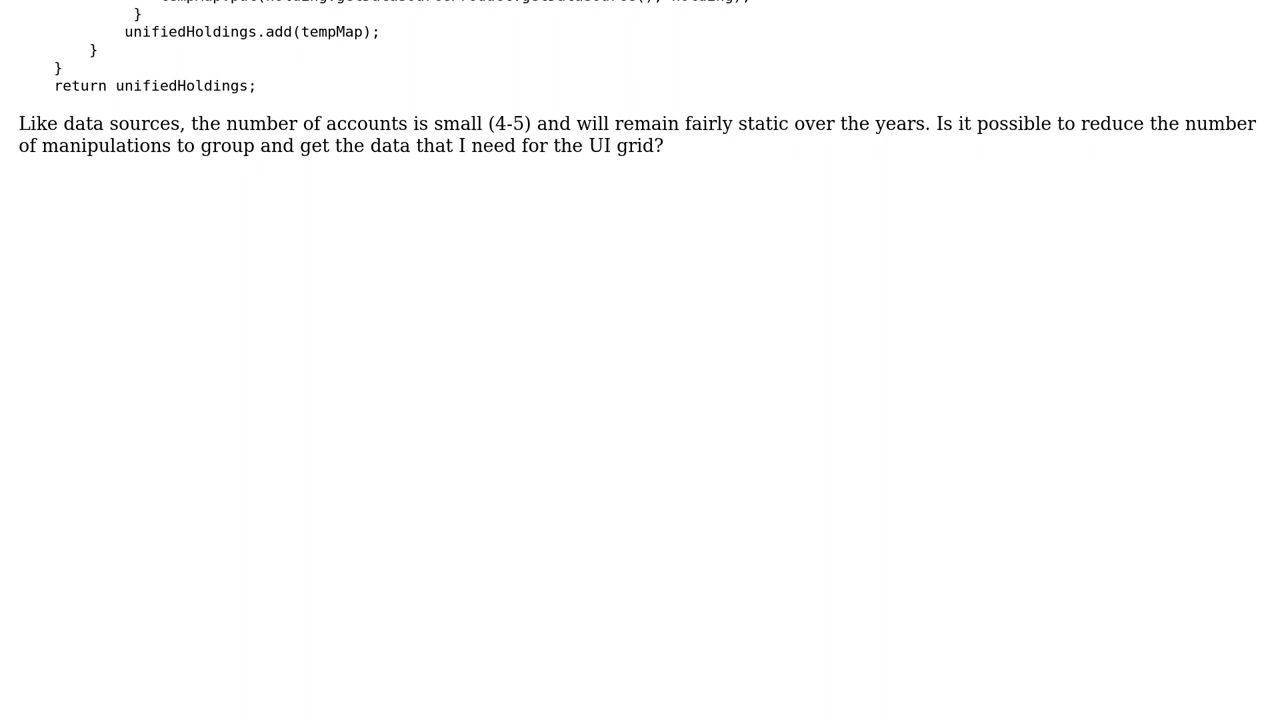 }
unifiedHoldings.add(tempMap);
}
}
return unifiedHoldings;
Like data sources, the number of accounts is small (4-5) and will remain fairly static over the years. Is it possible to reduce the number
of manipulations to group and get the data that I need for the UI grid?